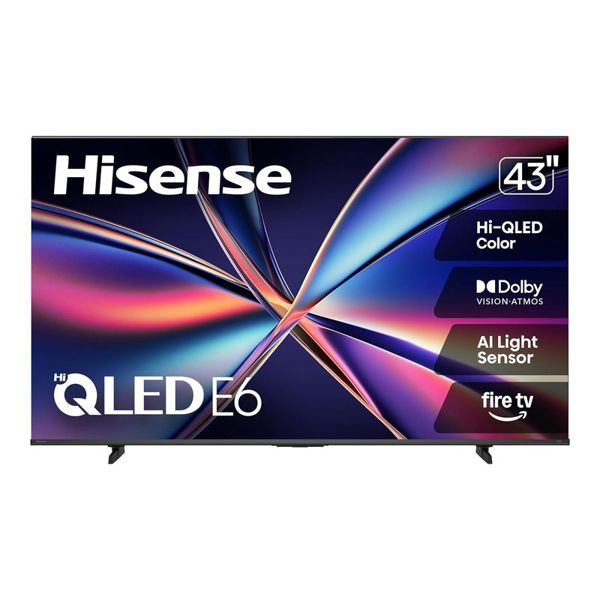 Hisense
43"
Hi-QLED
Color
Dolby
VISION·ATMOS
AI Light
Sensor
fire tv
Hi QLED E6